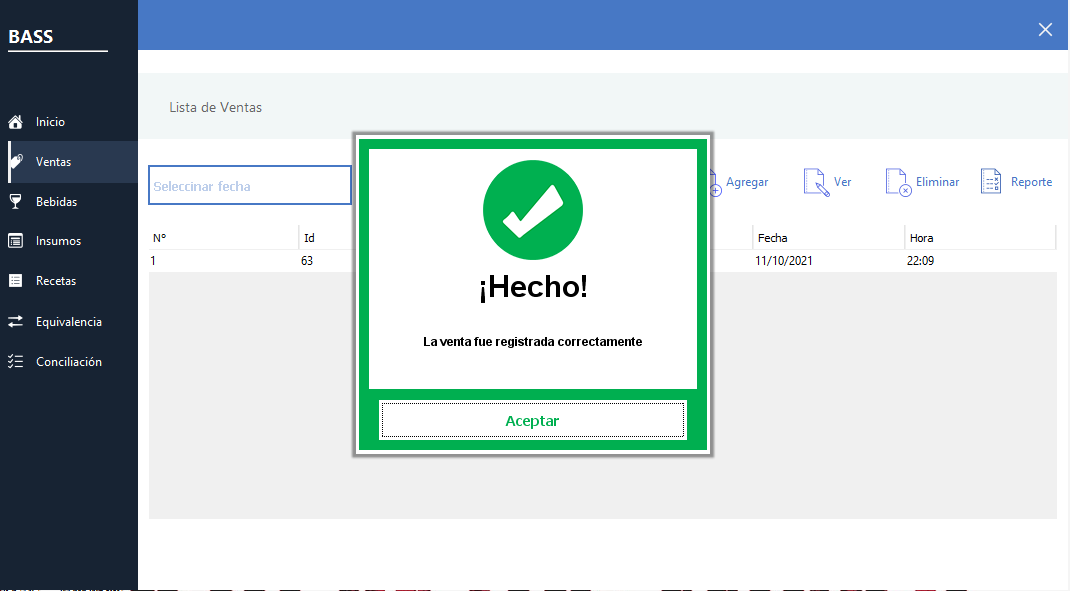 BASS
Inicio
Ventas
Bebidas
Insumos
Recetas
Equivalencia
Conciliación
Lista de Ventas
Seleccinar fecha
Agregar
Ver
Eliminar
Reporte
Nº Id Fecha Hora
1 63 11/10/2021 22:09
¡Hecho!
La venta fue registrada correctamente
Aceptar